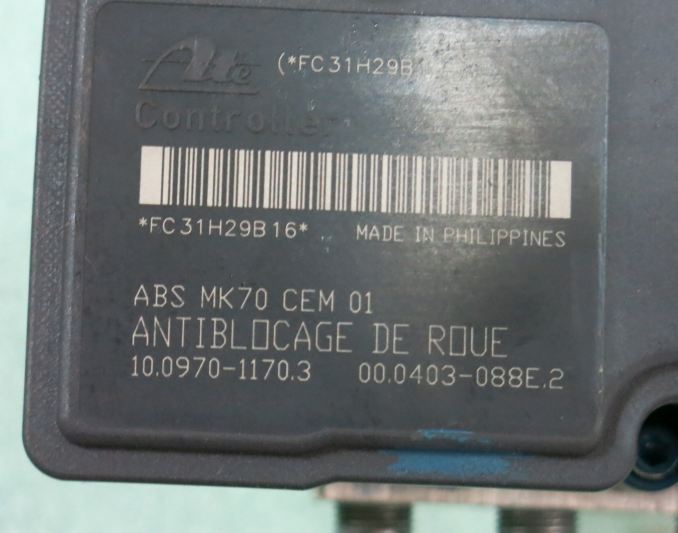 Ate (*FC31H29B
Controller
*FC31H29B16* MADE IN PHILIPPINES
ABS MK70 CEM 01
ANTIBLOCAGE DE ROUE
10.0970-1170.3 00.0403-088E.2